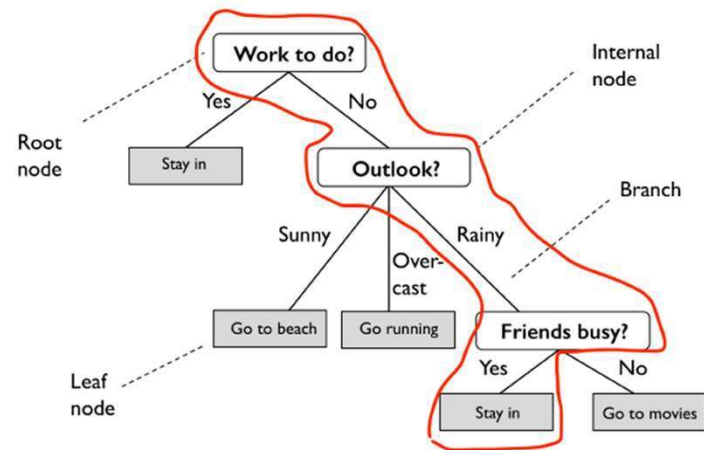 Work to do?
Internal
node
Yes
No
Root
node
Stay in
Outlook?
Branch
Sunny
Rainy
Over-
cast
Go to beach
Go running
Friends busy?
Leaf
node
Yes
No
Stay in
Go to movies